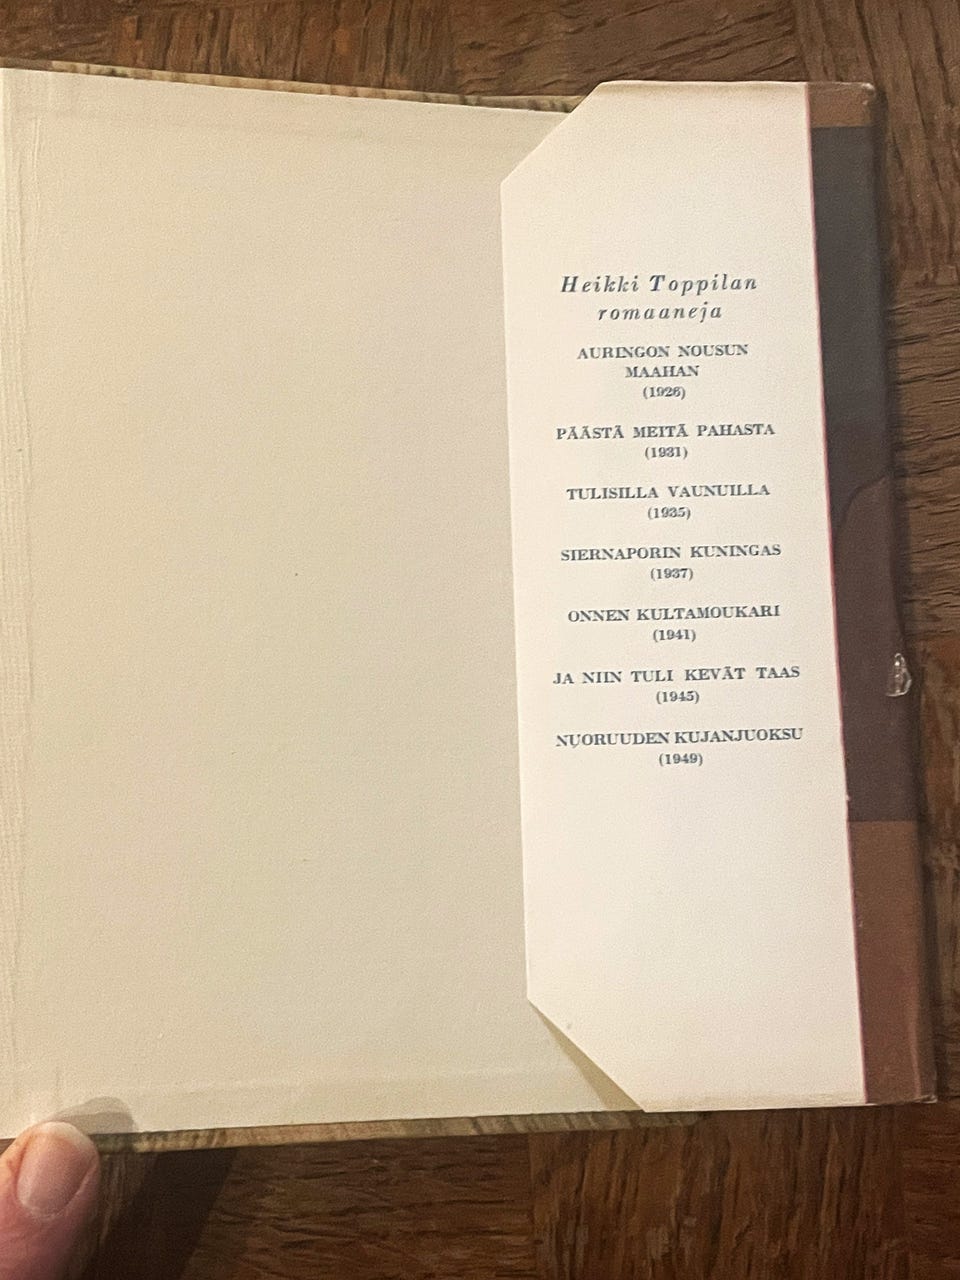 Heikki Toppilan
romaaneja
AURINGON NOUSUN
MAAHAN
(1926)
PÄÄSTÄ MEITÄ PAHASTA
(1931)
TULISILLA VAUNUILLA
(1935)
SIERNAPORIN KUNINGAS
(1937)
ONNEN KULTAMOUKARI
(1941)
JA NIIN TULI KEVÄT TAAS
(1945)
NUORUUDEN KUJANJUOKSU
(1949)